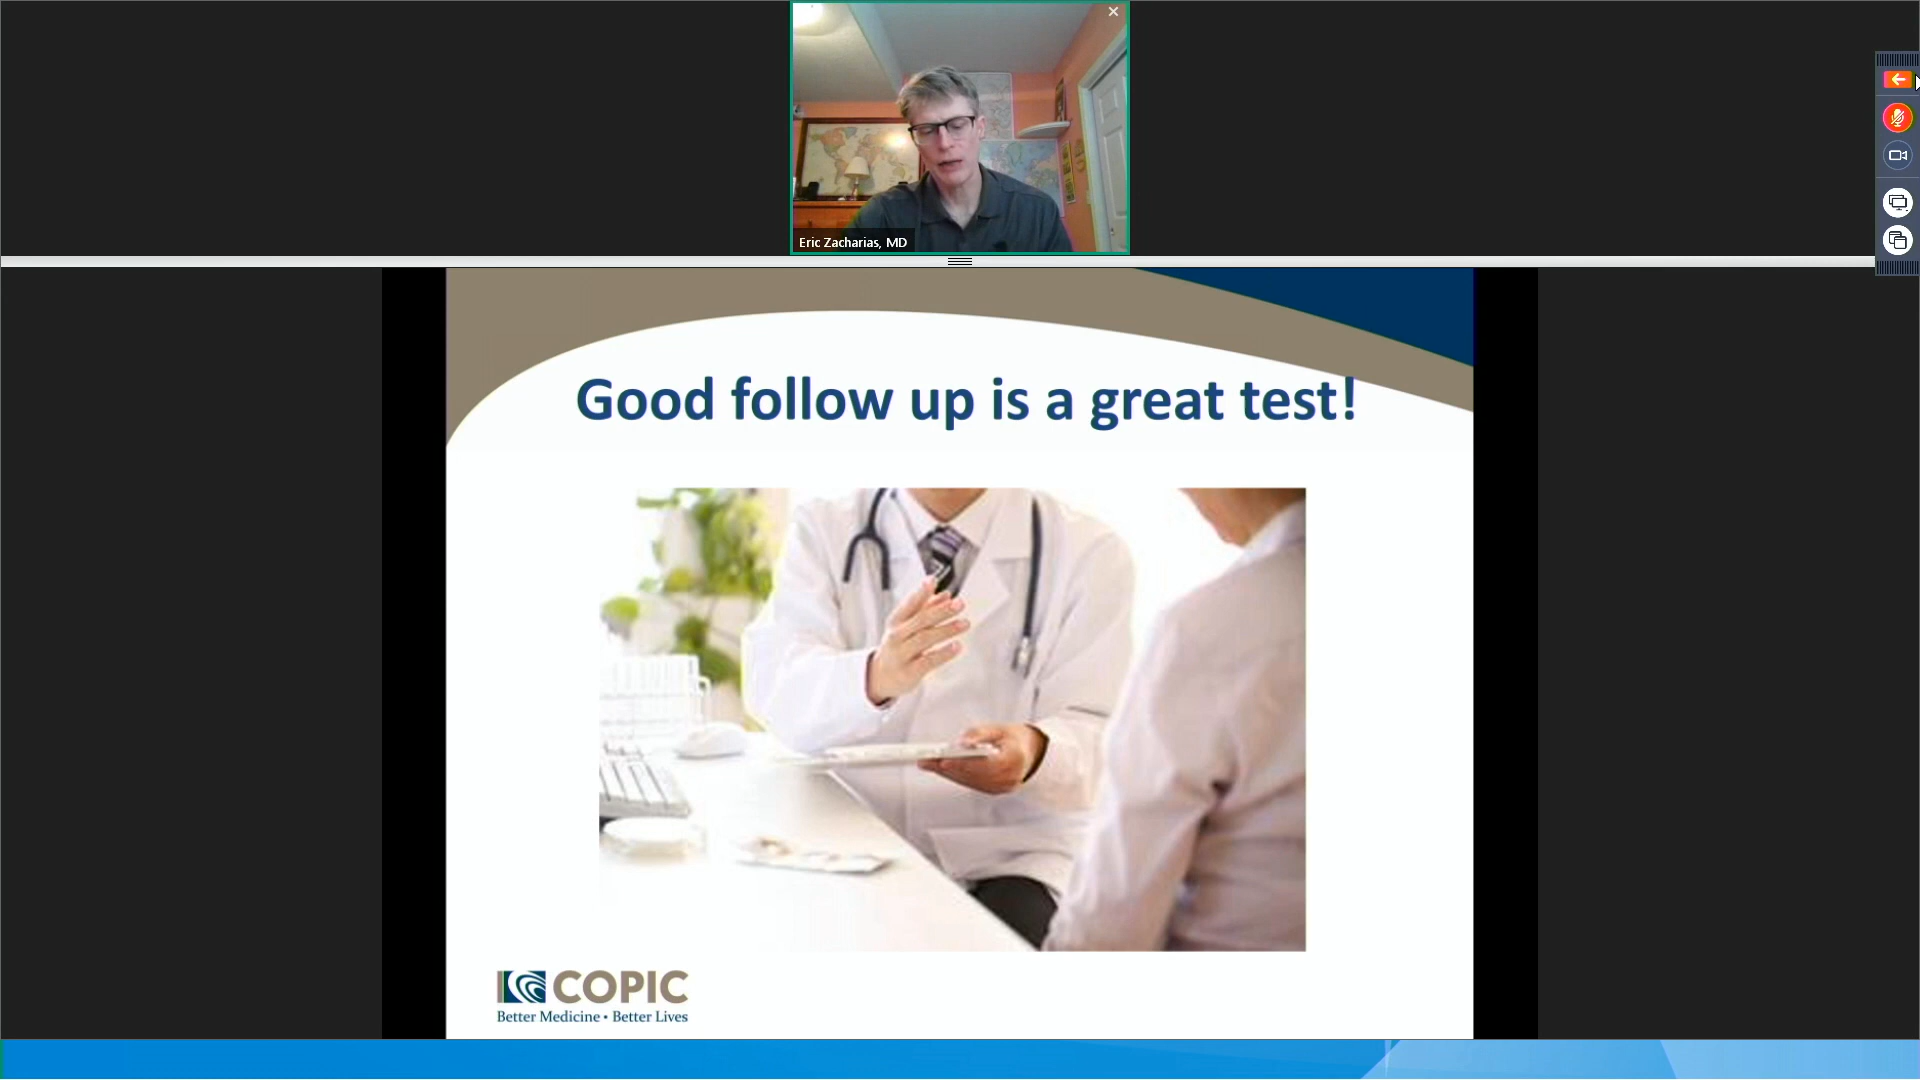 Eric Zacharias, MD
Good follow up is a great test!
COPIC
Better Medicine • Better Lives